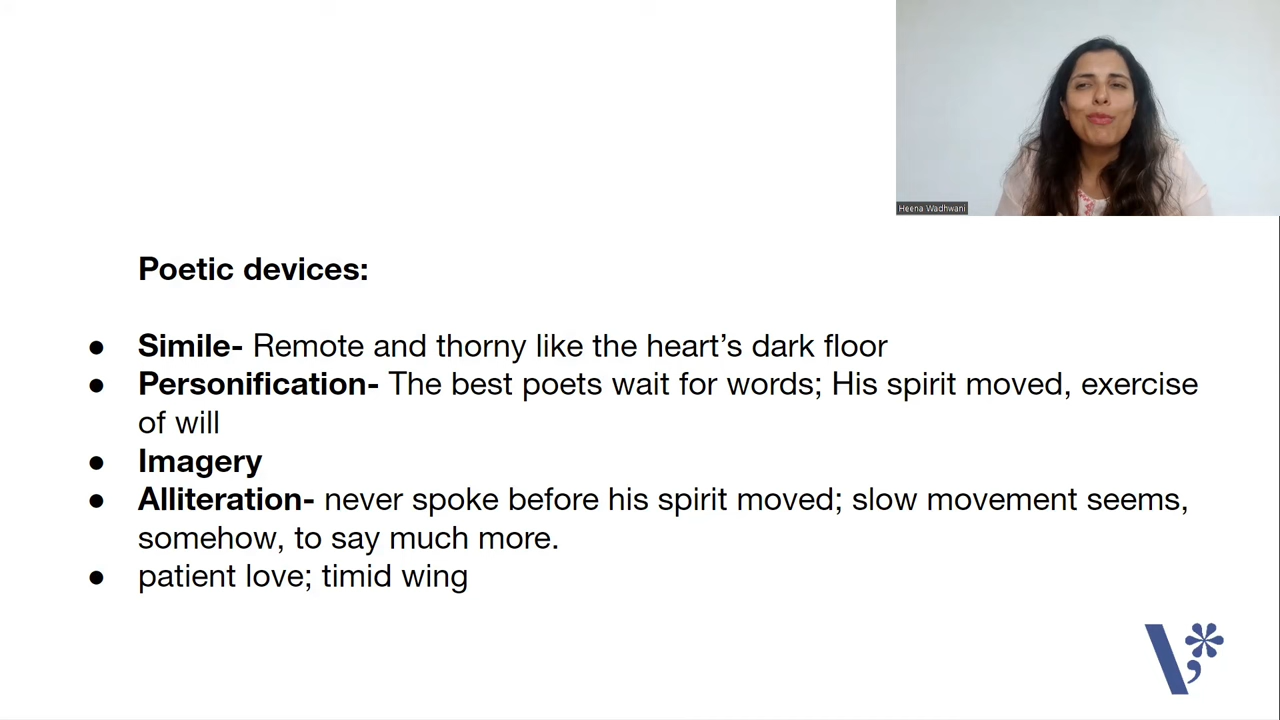 Heena Wadhwani
Poetic devices:
● Simile- Remote and thorny like the heart’s dark floor
● Personification- The best poets wait for words; His spirit moved, exercise
of will
● Imagery
● Alliteration- never spoke before his spirit moved; slow movement seems,
somehow, to say much more.
● patient love; timid wing